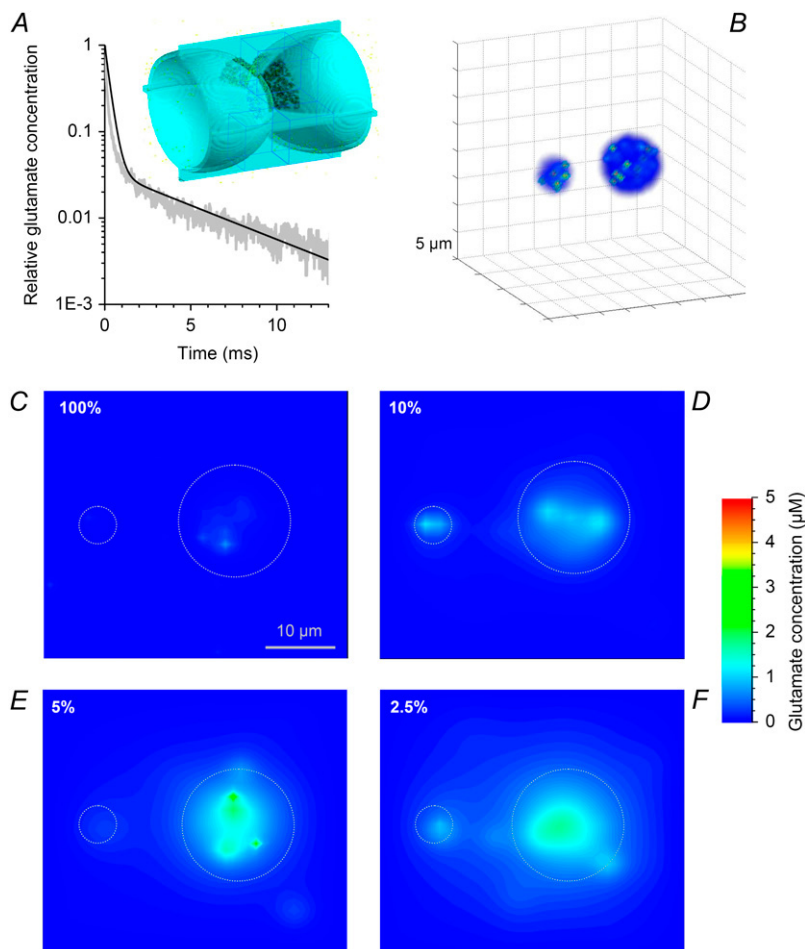 A
B
Relative glutamate concentration
1
0.1
0.01
1E-3
0
5
10
Time (ms)
5 µm
C
100%
10 µm
10%
D
E
5%
2.5%
F
5
4
3
2
1
0
Glutamate concentration (µM)